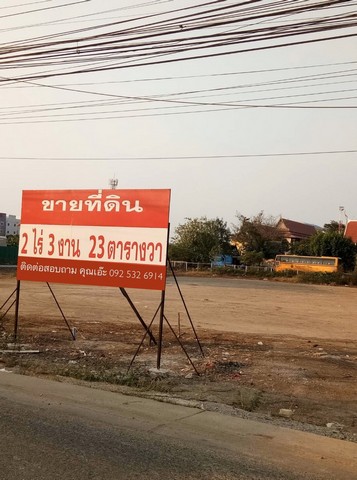 ขายที่ดิน
2 ไร่ 3 งาน 23 ตารางวา
ติดต่อสอบถาม คุณเอ๊ะ 092 532 6914